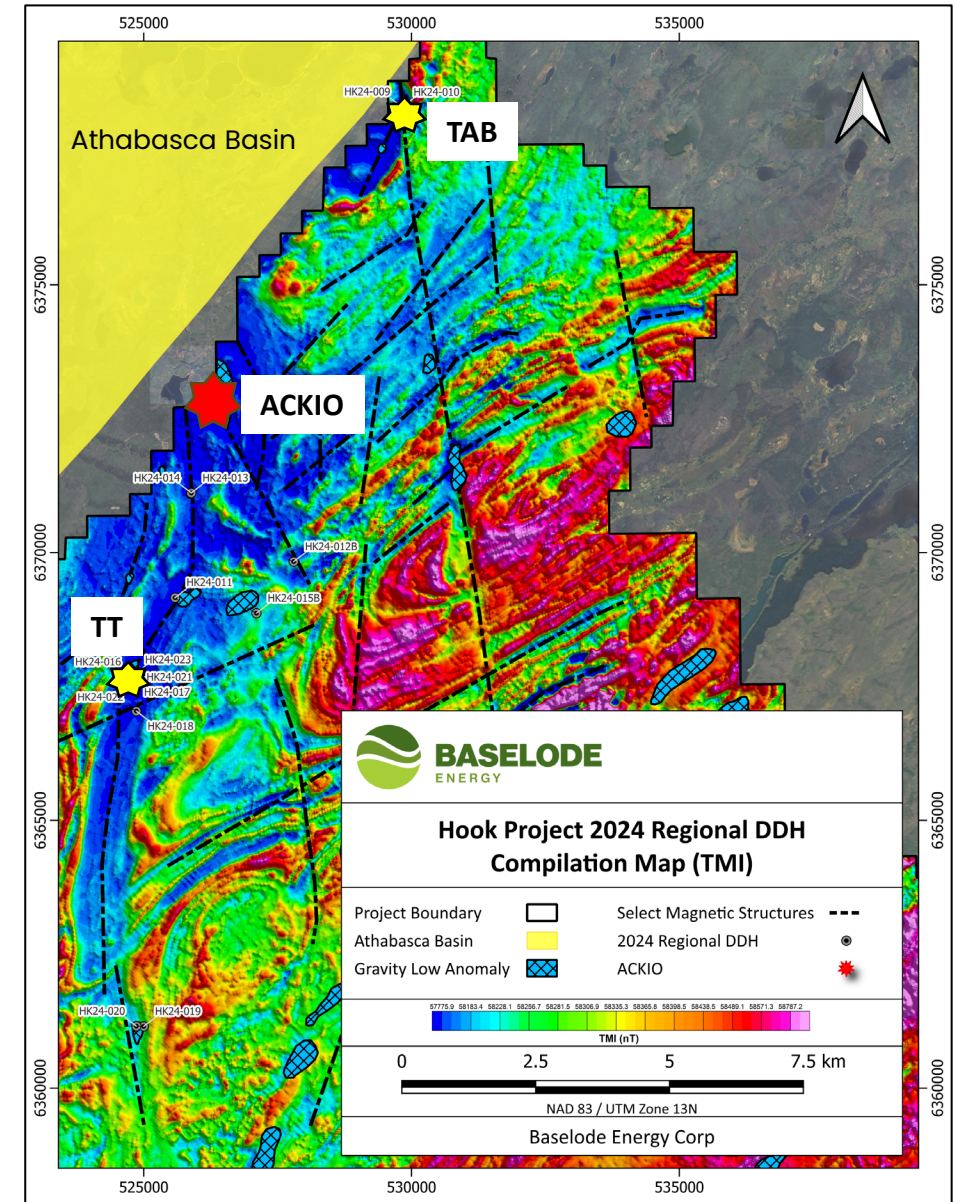 525000 530000 535000
HK24-009 HK24-010
TAB
Athabasca Basin
6375000 6375000
ACKIO
HK24-014 HK24-013
HK24-012B
6370000 6370000
HK24-011
HK24-015B
TT
HK24-016 HK24-023
HK24-021
HK24-022 HK24-017
HK24-018
BASELODE
ENERGY
Hook Project 2024 Regional DDH
Compilation Map (TMI)
6365000 6365000
Project Boundary Select Magnetic Structures
Athabasca Basin 2024 Regional DDH
Gravity Low Anomaly ACKIO
HK24-020 HK24-019
57775.9 58183.4 58228.1 58256.7 58281.5 58306.9 58335.3 58365.8 58398.5 58438.5 58489.1 58571.3 58787.2
TMI (nT)
0 2.5 5 7.5 km
6360000 6360000
NAD 83 / UTM Zone 13N
Baselode Energy Corp
525000 530000 535000